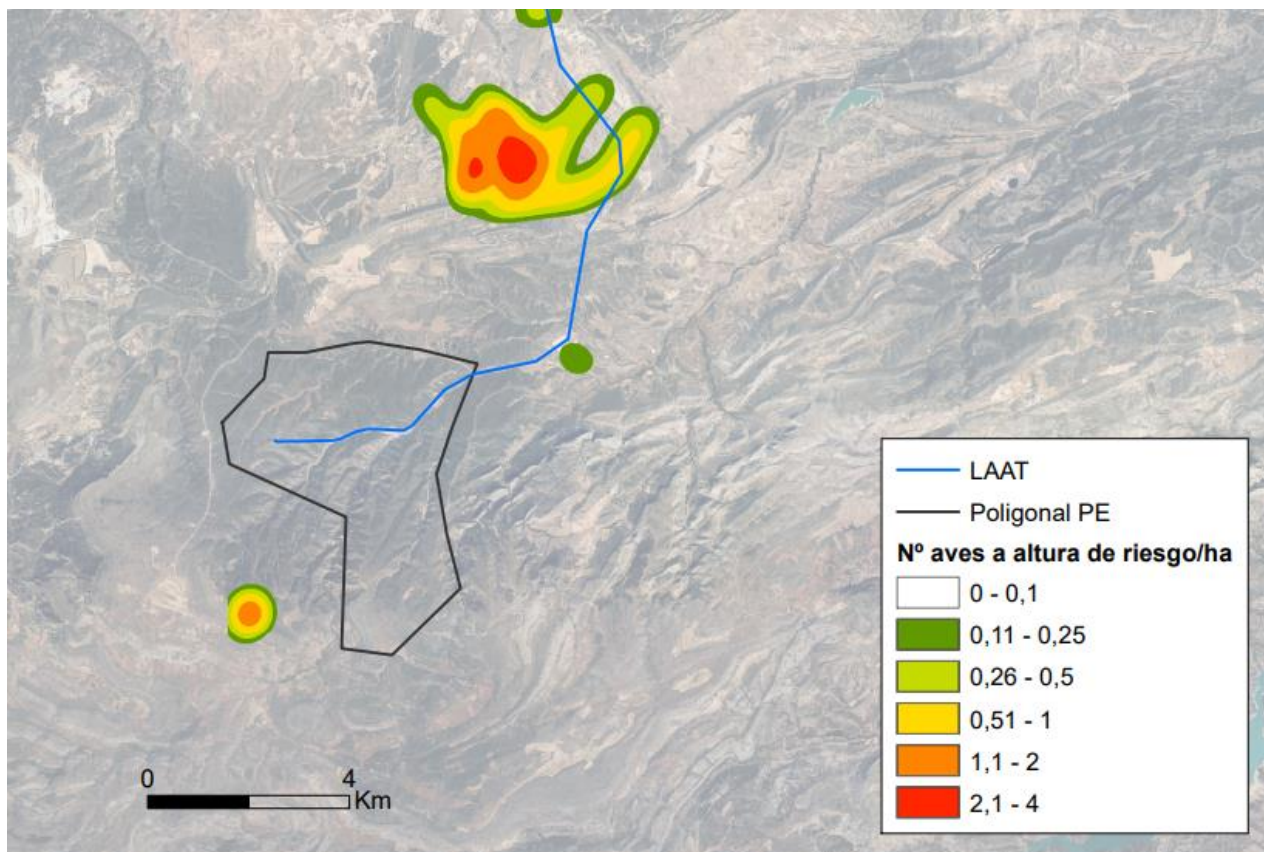 LAAT
Poligonal PE
Nº aves a altura de riesgo/ha
0 - 0,1
0,11 - 0,25
0,26 - 0,5
0,51 - 1
1,1 - 2
2,1 - 4
0 4
Km